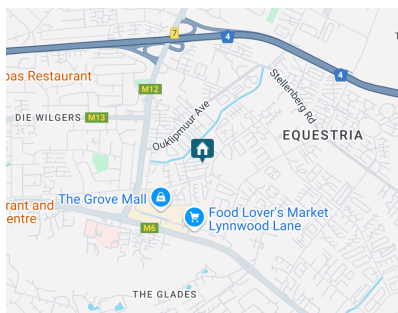 7
4
pas Restaurant
4
M12
Stellenberg Rd
DIE WILGERS
M13
Ouklipmuur Ave
EQUESTRIA
The Grove Mall
rant and
entre
Food Lover's Market
Lynnwood Lane
M6
THE GLADES